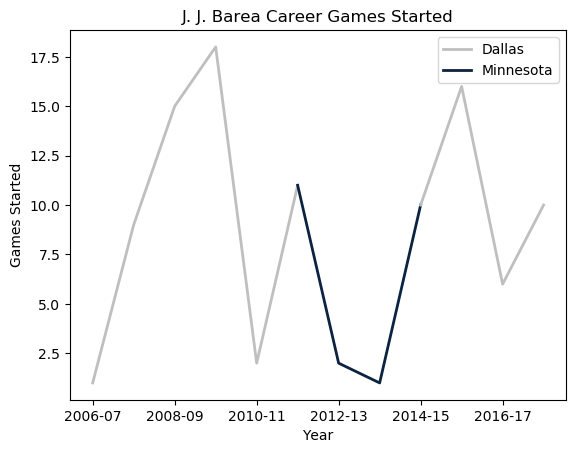 J. J. Barea Career Games Started
Dallas
Minnesota
17.5
15.0
12.5
10.0
7.5
5.0
2.5
Games Started
2006-07 2008-09 2010-11 2012-13 2014-15 2016-17
Year